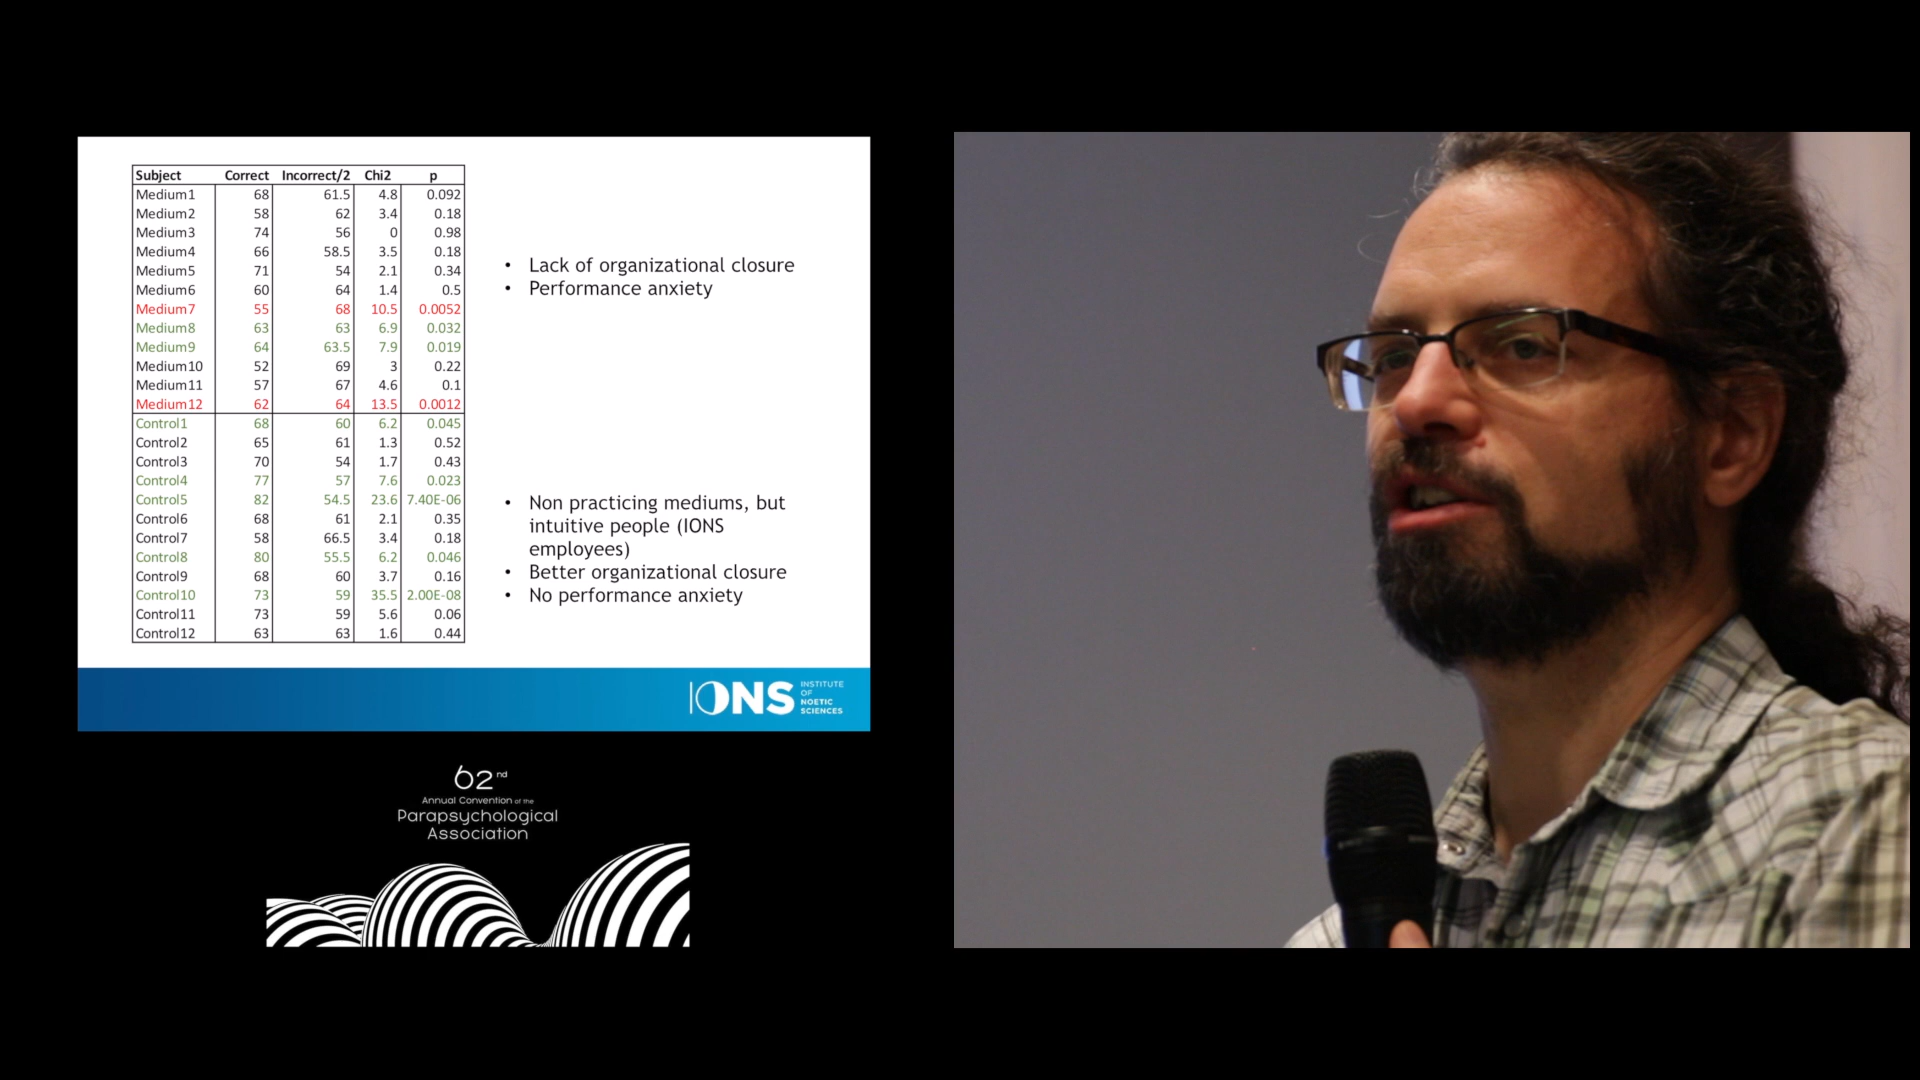 Subject Correct Incorrect/2 Chi2 p
Medium1 68 61.5 4.8 0.092
Medium2 58 62 3.4 0.18
Medium3 74 56 0 0.98
Medium4 66 58.5 3.5 0.18
Medium5 71 54 2.1 0.34
Medium6 60 64 1.4 0.5
Medium7 55 68 10.5 0.0052
Medium8 63 63 6.9 0.032
Medium9 64 63.5 7.9 0.019
Medium10 52 69 3 0.22
Medium11 57 67 4.6 0.1
Medium12 62 64 13.5 0.0012
Control1 68 60 6.2 0.045
Control2 65 61 1.3 0.52
Control3 70 54 1.7 0.43
Control4 77 57 7.6 0.023
Control5 82 54.5 23.6 7.40E-06
Control6 68 61 2.1 0.35
Control7 58 66.5 3.4 0.18
Control8 80 55.5 6.2 0.046
Control9 68 60 3.7 0.16
Control10 73 59 35.5 2.00E-08
Control11 73 59 5.6 0.06
Control12 63 63 1.6 0.44
• Lack of organizational closure
• Performance anxiety
• Non practicing mediums, but
intuitive people (IONS
employees)
• Better organizational closure
• No performance anxiety
IONS
INSTITUTE
OF
NOETIC
SCIENCES
62nd
Annual Convention of the
Parapsychological
Association